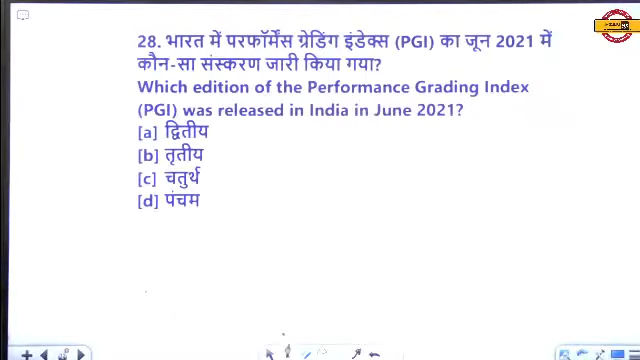 28. भारत में परफॉर्मेंस ग्रेडिंग इंडेक्स (PGI) का जून 2021 में
कौन-सा संस्करण जारी किया गया?
Which edition of the Performance Grading Index
(PGI) was released in India in June 2021?
[a] द्वितीय
[b] तृतीय
[c] चतुर्थ
[d] पंचम